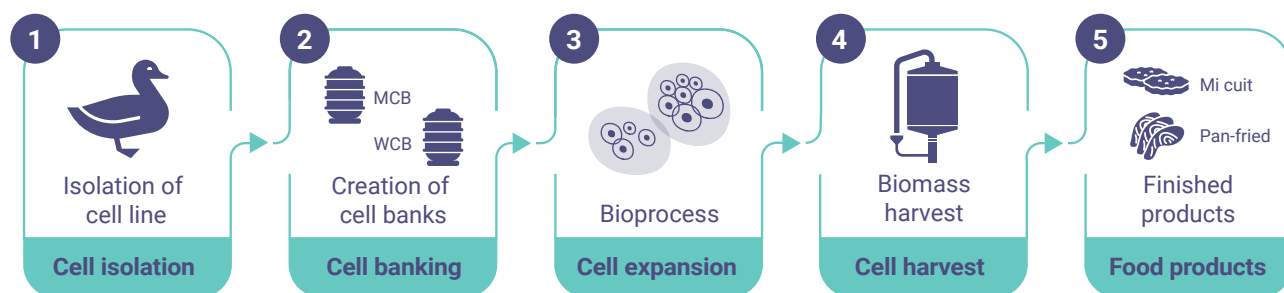 1
Isolation of
cell line
Cell isolation
2
MCB
WCB
Creation of
cell banks
Cell banking
3
Bioprocess
Cell expansion
4
Biomass
harvest
Cell harvest
5
Mi cuit
Pan-fried
Finished
products
Food products